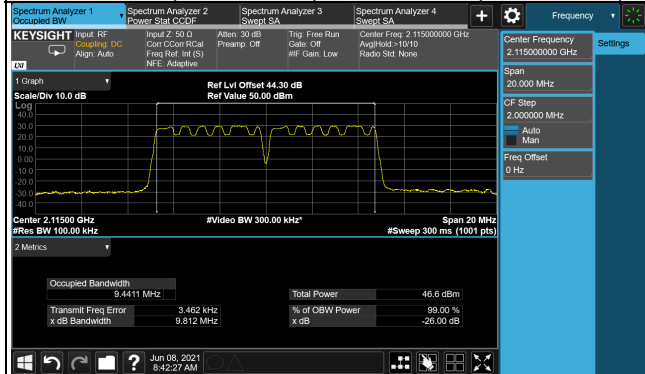 Spectrum Analyzer 1
Occupied BW
Spectrum Analyzer 2
Power Stat CCDF
Spectrum Analyzer 3
Swept SA
Spectrum Analyzer 4
Swept SA
Frequency
KEYSIGHT
Input: RF
Coupling: DC
Align: Auto
Input Z: 50 Ω
Corr CCorr RCal
Freq Ref: Int (S)
NFE: Adaptive
Atten: 30 dB
Preamp: Off
Trig: Free Run
Gate: Off
#IF Gain: Low
Center Freq: 2.115000000 GHz
Avg|Hold:>10/10
Radio Std: None
LXI
Center Frequency
2.115000000 GHz
Settings
Span
20.000 MHz
CF Step
2.000000 MHz
Auto
Man
Freq Offset
0 Hz
1 Graph
Scale/Div 10.0 dB
Ref Lvl Offset 44.30 dB
Ref Value 50.00 dBm
Log
40.0
30.0
20.0
10.0
0.00
-10.0
-20.0
-30.0
-40.0
Center 2.11500 GHz
#Video BW 300.00 kHz*
Span 20 MHz
#Res BW 100.00 kHz
#Sweep 300 ms (1001 pts)
2 Metrics
Occupied Bandwidth
9.4411 MHz
Total Power 46.6 dBm
Transmit Freq Error 3.462 kHz
% of OBW Power 99.00 %
x dB Bandwidth 9.812 MHz
x dB -26.00 dB
Jun 08, 2021
8:42:27 AM